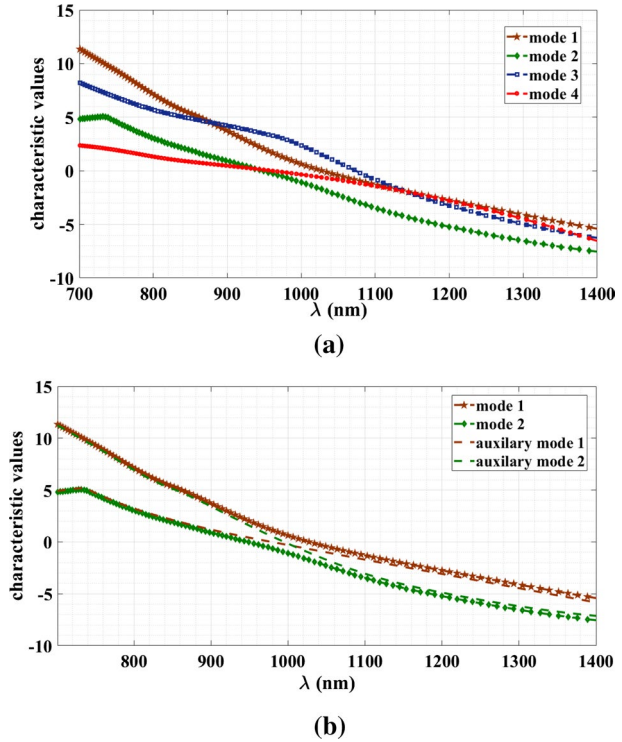 15
10
5
0
-5
-10
characteristic values
mode 1
mode 2
mode 3
mode 4
700 800 900 1000 1100 1200 1300 1400
λ (nm)
(a)
15
10
5
0
-5
-10
characteristic values
mode 1
mode 2
auxilary mode 1
auxilary mode 2
800 900 1000 1100 1200 1300 1400
λ (nm)
(b)